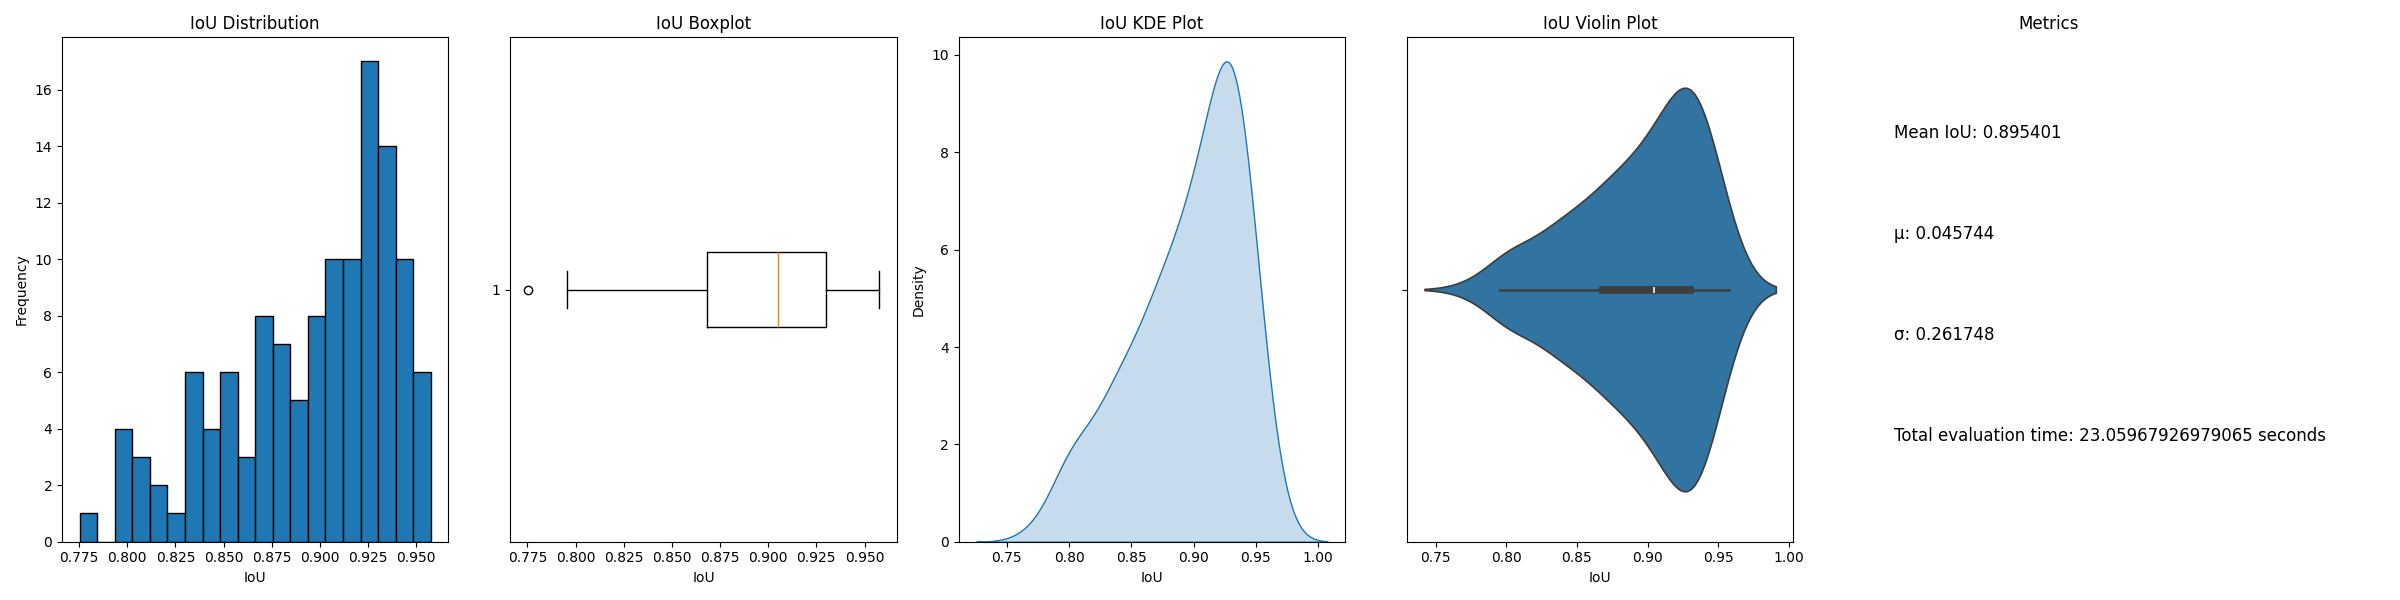 IoU Distribution
Frequency
0 2 4 6 8 10 12 14 16
0.775 0.800 0.825 0.850 0.875 0.900 0.925 0.950
IoU
IoU Boxplot
1
0.775 0.800 0.825 0.850 0.875 0.900 0.925 0.950
IoU
IoU KDE Plot
Density
0 2 4 6 8 10
0.75 0.80 0.85 0.90 0.95 1.00
IoU
IoU Violin Plot
0.75 0.80 0.85 0.90 0.95 1.00
IoU
Metrics
Mean IoU: 0.895401
μ: 0.045744
σ: 0.261748
Total evaluation time: 23.05967926979065 seconds